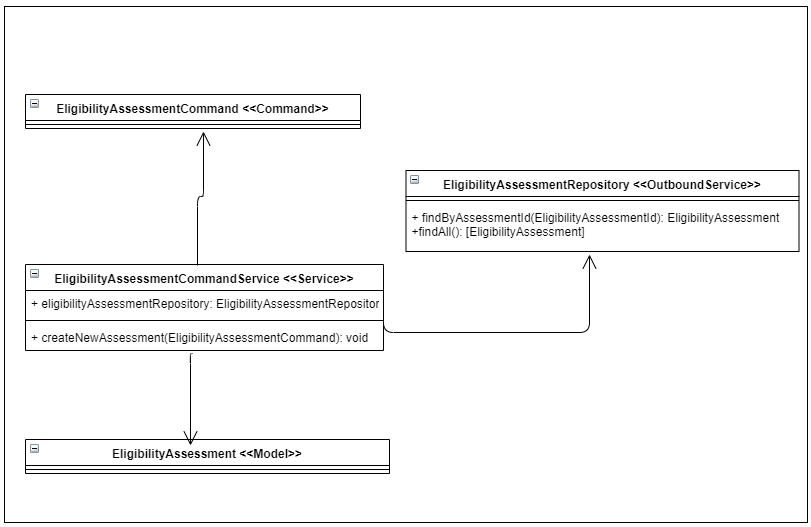 EligibilityAssessmentCommand <<Command>>
EligibilityAssessmentRepository <<OutboundService>>
+ findByAssessmentId(EligibilityAssessmentId): EligibilityAssessment
+findAll(): [EligibilityAssessment]
EligibilityAssessmentCommandService <<Service>>
+ eligibilityAssessmentRepository: EligibilityAssessmentRepositor
+ createNewAssessment(EligibilityAssessmentCommand): void
EligibilityAssessment <<Model>>